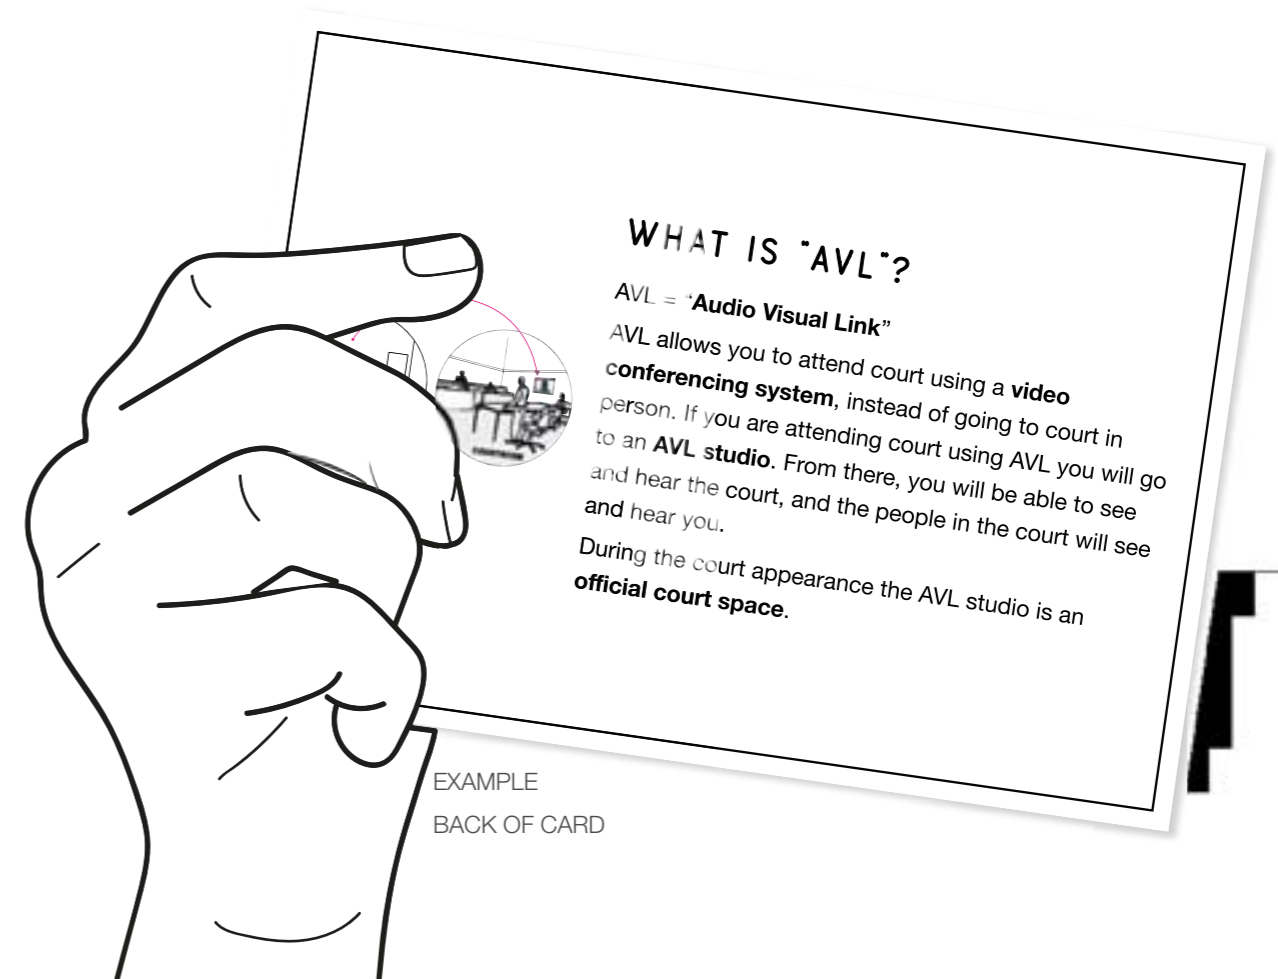 WHAT IS "AVL"?
AVL = "Audio Visual Link”
AVL allows you to attend court using a video
conferencing system, instead of going to court in
person. If you are attending court using AVL you will go
to an AVL studio. From there, you will be able to see
and hear the court, and the people in the court will see
and hear you.
During the court appearance the AVL studio is an
official court space.
EXAMPLE
BACK OF CARD